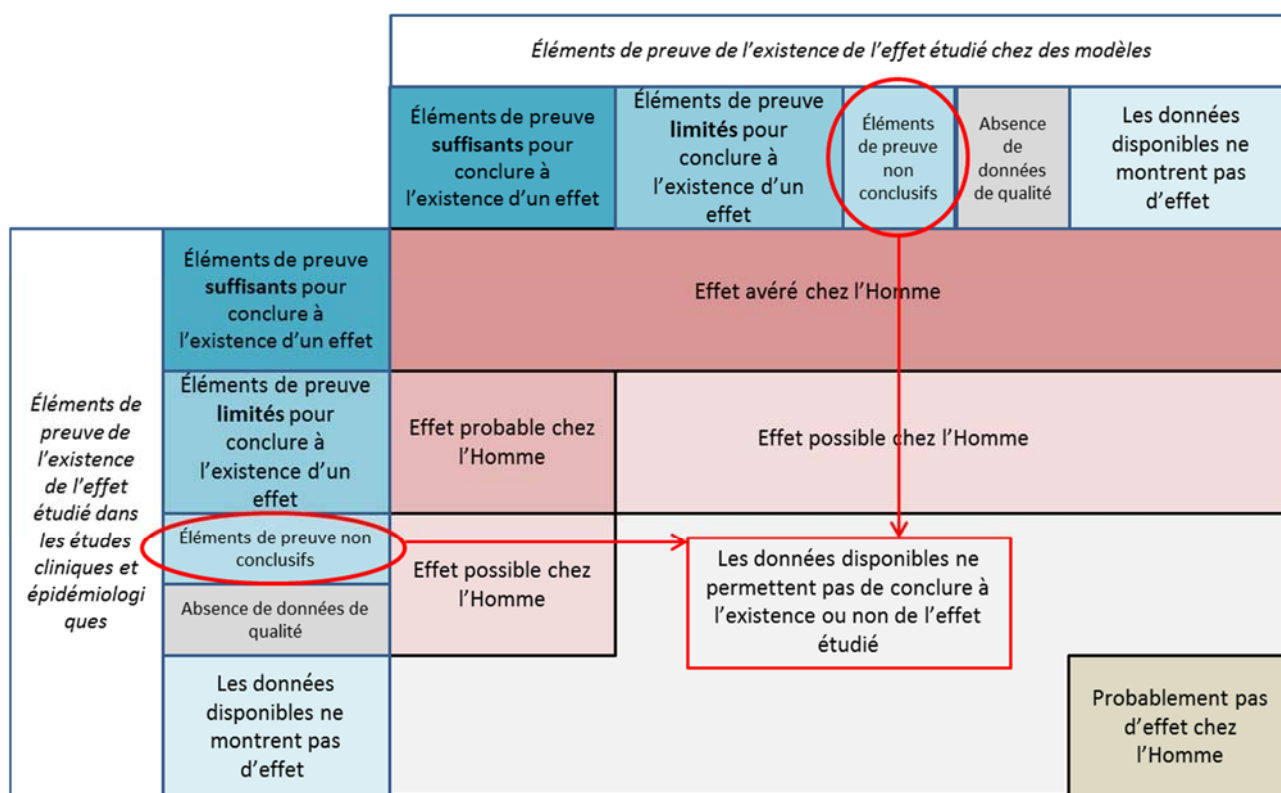 Éléments de preuve de l'existence de l'effet étudié chez des modèles
Éléments de preuve
suffisants pour
conclure à
l'existence d'un effet
Éléments de preuve
limités pour
conclure à
l'existence d'un
effet
Éléments
de preuve
non
conclusifs
Absence
de
données
de qualité
Les données
disponibles ne
montrent pas
d'effet
Éléments de
preuve de
l'existence
de l'effet
étudié dans
les études
cliniques et
épidémiologi
ques
Éléments de preuve
suffisants pour
conclure à
l'existence d'un effet
Effet avéré chez l'Homme
Éléments de preuve
limités pour
conclure à
l'existence d'un
effet
Effet probable chez
l'Homme
Effet possible chez l'Homme
Éléments de preuve non
conclusifs
Effet possible chez
l'Homme
Les données disponibles ne
permettent pas de conclure à
l'existence ou non de l'effet
étudié
Absence de données de
qualité
Les données
disponibles ne
montrent pas
d'effet
Probablement pas
d'effet chez
l'Homme